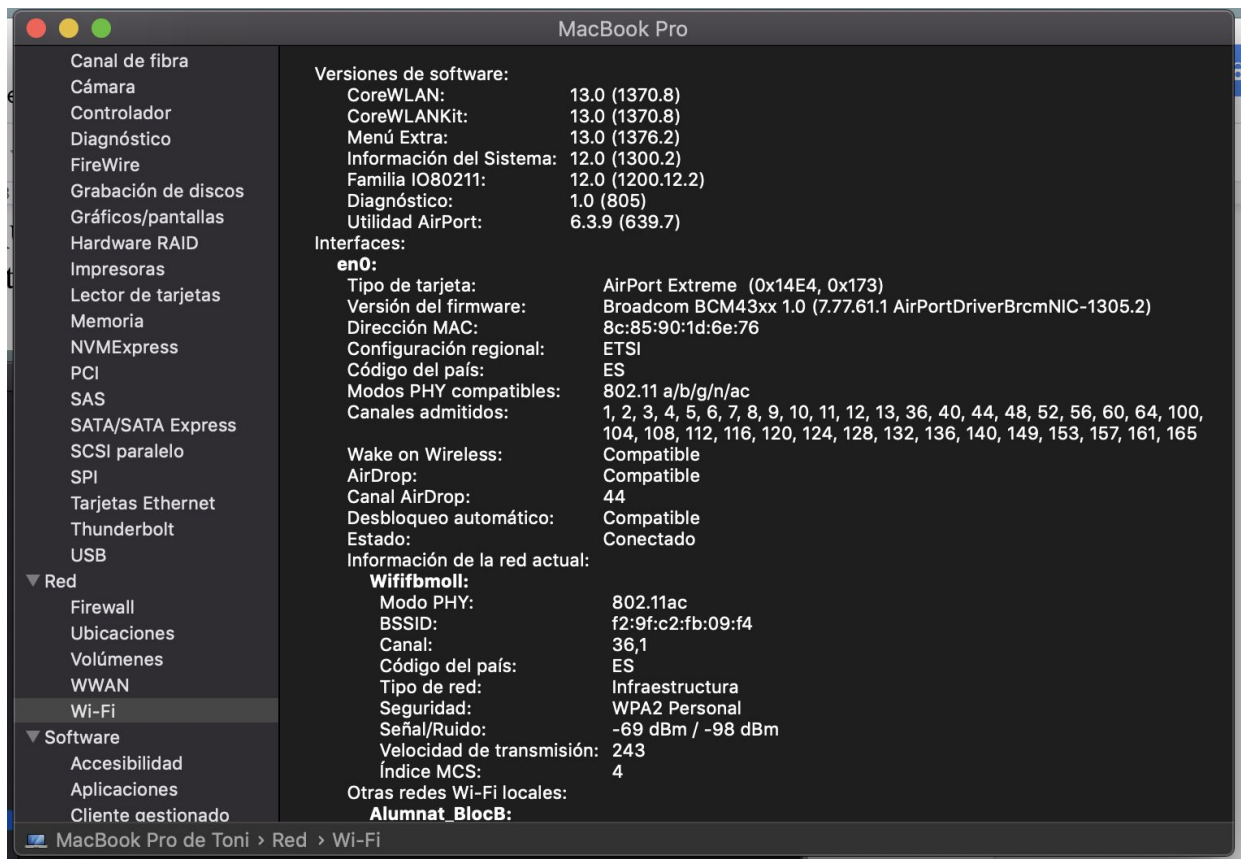 MacBook Pro
Canal de fibra
Cámara
Controlador
Diagnóstico
FireWire
Grabación de discos
Gráficos/pantallas
Hardware RAID
Impresoras
Lector de tarjetas
Memoria
NVMExpress
PCI
SAS
SATA/SATA Express
SCSI paralelo
SPI
Tarjetas Ethernet
Thunderbolt
USB
Red
Firewall
Ubicaciones
Volúmenes
WWAN
Wi-Fi
Software
Accesibilidad
Aplicaciones
Cliente gestionado
Versiones de software:
CoreWLAN: 13.0 (1370.8)
CoreWLANKit: 13.0 (1370.8)
Menú Extra: 13.0 (1376.2)
Información del Sistema: 12.0 (1300.2)
Familia IO80211: 12.0 (1200.12.2)
Diagnóstico: 1.0 (805)
Utilidad AirPort: 6.3.9 (639.7)
Interfaces:
en0:
Tipo de tarjeta: AirPort Extreme (0x14E4, 0x173)
Versión del firmware: Broadcom BCM43xx 1.0 (7.77.61.1 AirPortDriverBrcmNIC-1305.2)
Dirección MAC: 8c:85:90:1d:6e:76
Configuración regional: ETSI
Código del país: ES
Modos PHY compatibles: 802.11 a/b/g/n/ac
Canales admitidos: 1, 2, 3, 4, 5, 6, 7, 8, 9, 10, 11, 12, 13, 36, 40, 44, 48, 52, 56, 60, 64, 100,
104, 108, 112, 116, 120, 124, 128, 132, 136, 140, 149, 153, 157, 161, 165
Wake on Wireless: Compatible
AirDrop: Compatible
Canal AirDrop: 44
Desbloqueo automático: Compatible
Estado: Conectado
Información de la red actual:
Wififbmoll:
Modo PHY: 802.11ac
BSSID: f2:9f:c2:fb:09:f4
Canal: 36,1
Código del país: ES
Tipo de red: Infraestructura
Seguridad: WPA2 Personal
Señal/Ruido: -69 dBm / -98 dBm
Velocidad de transmisión: 243
Índice MCS: 4
Otras redes Wi-Fi locales:
Alumnat_BlocB:
MacBook Pro de Toni › Red › Wi-Fi